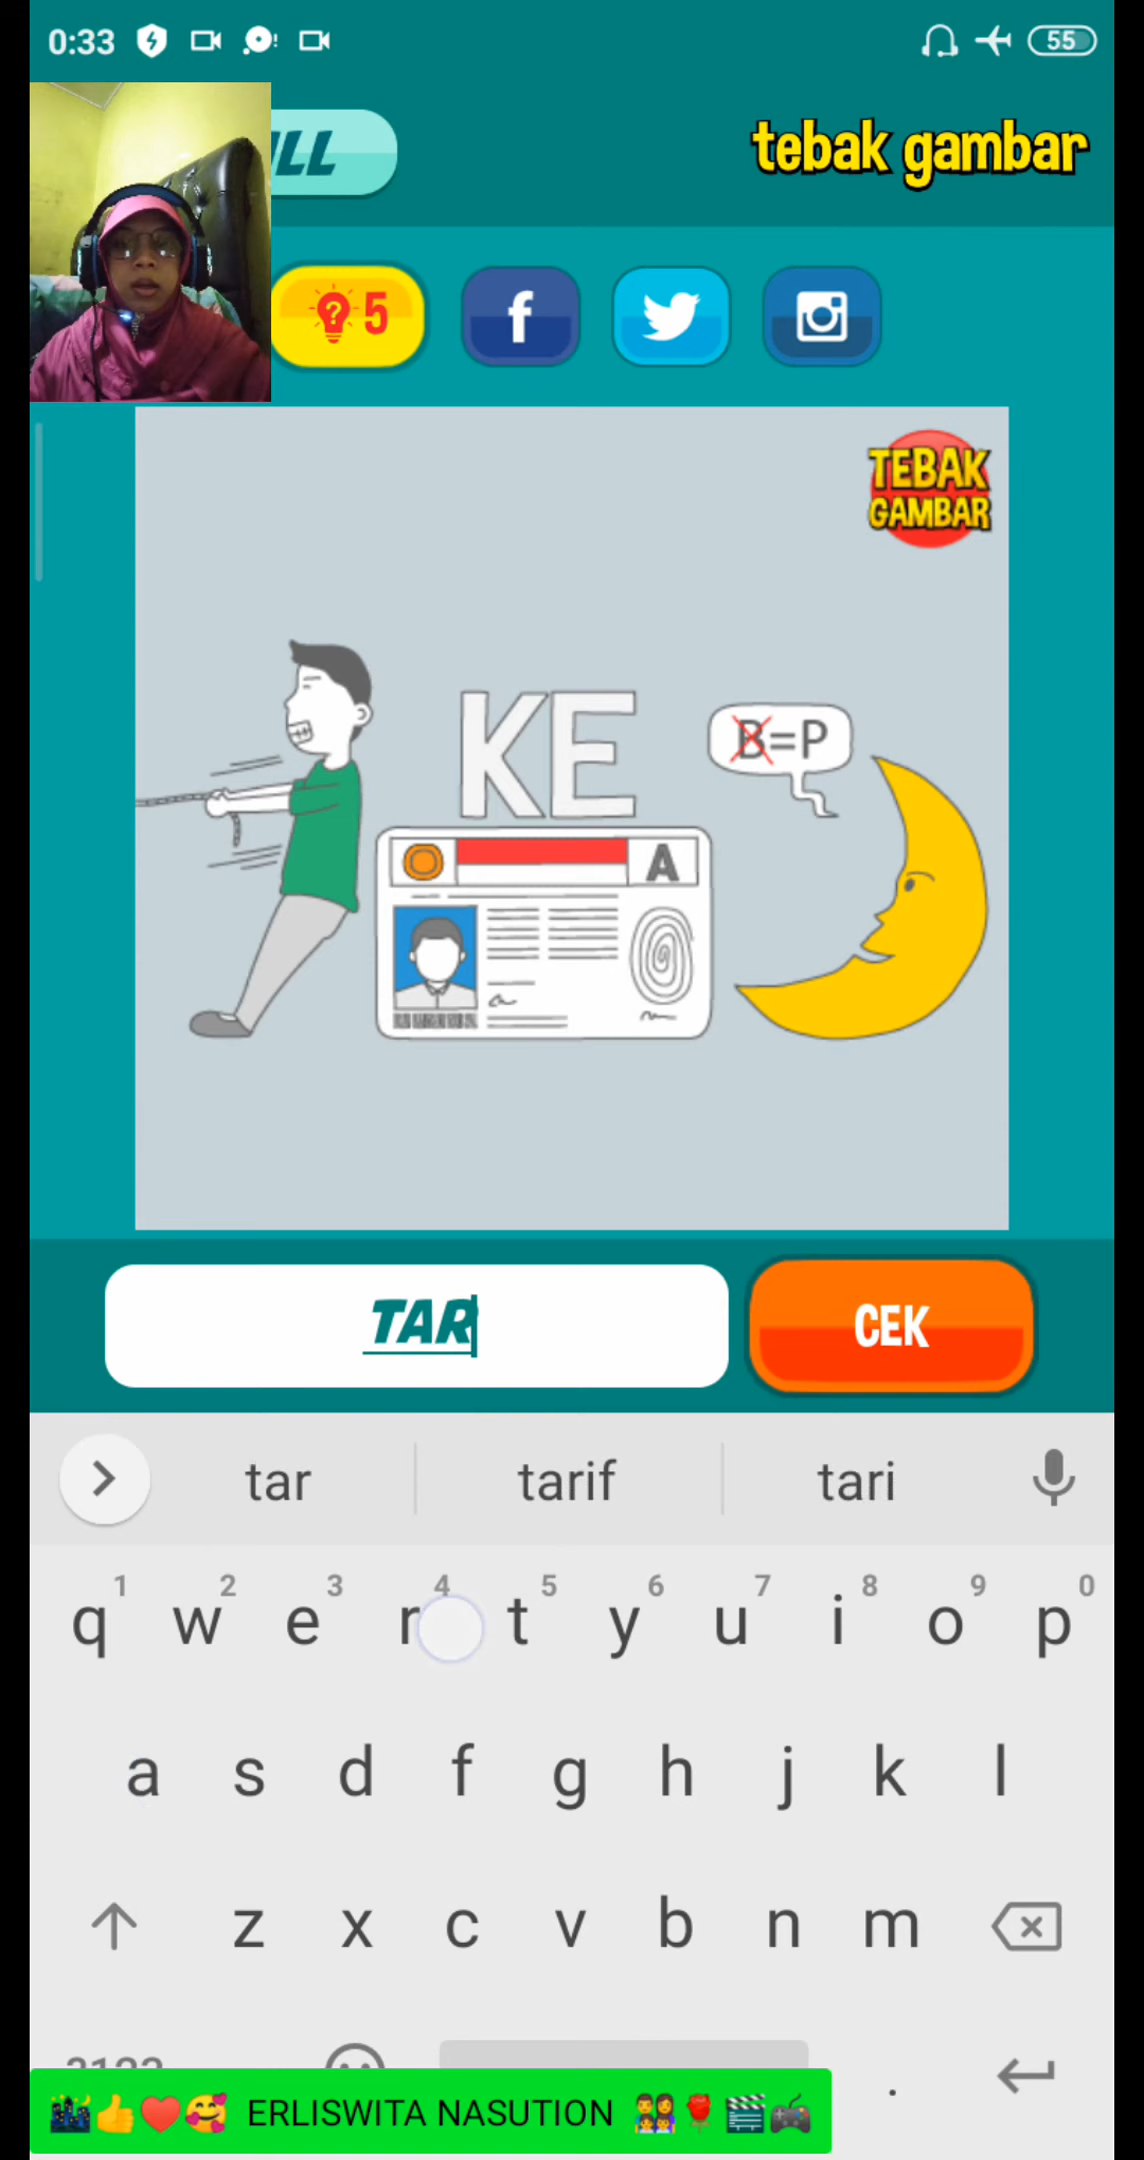 0:33
55
ILL
tebak gambar
? 5
f
TEBAK
GAMBAR
KE
B=P
A
TAR
CEK
tar
tarif
tari
1 2 3 4 5 6 7 8 9 0
q w e r t y u i o p
a s d f g h j k l
z x c v b n m
.
ERLISWITA NASUTION